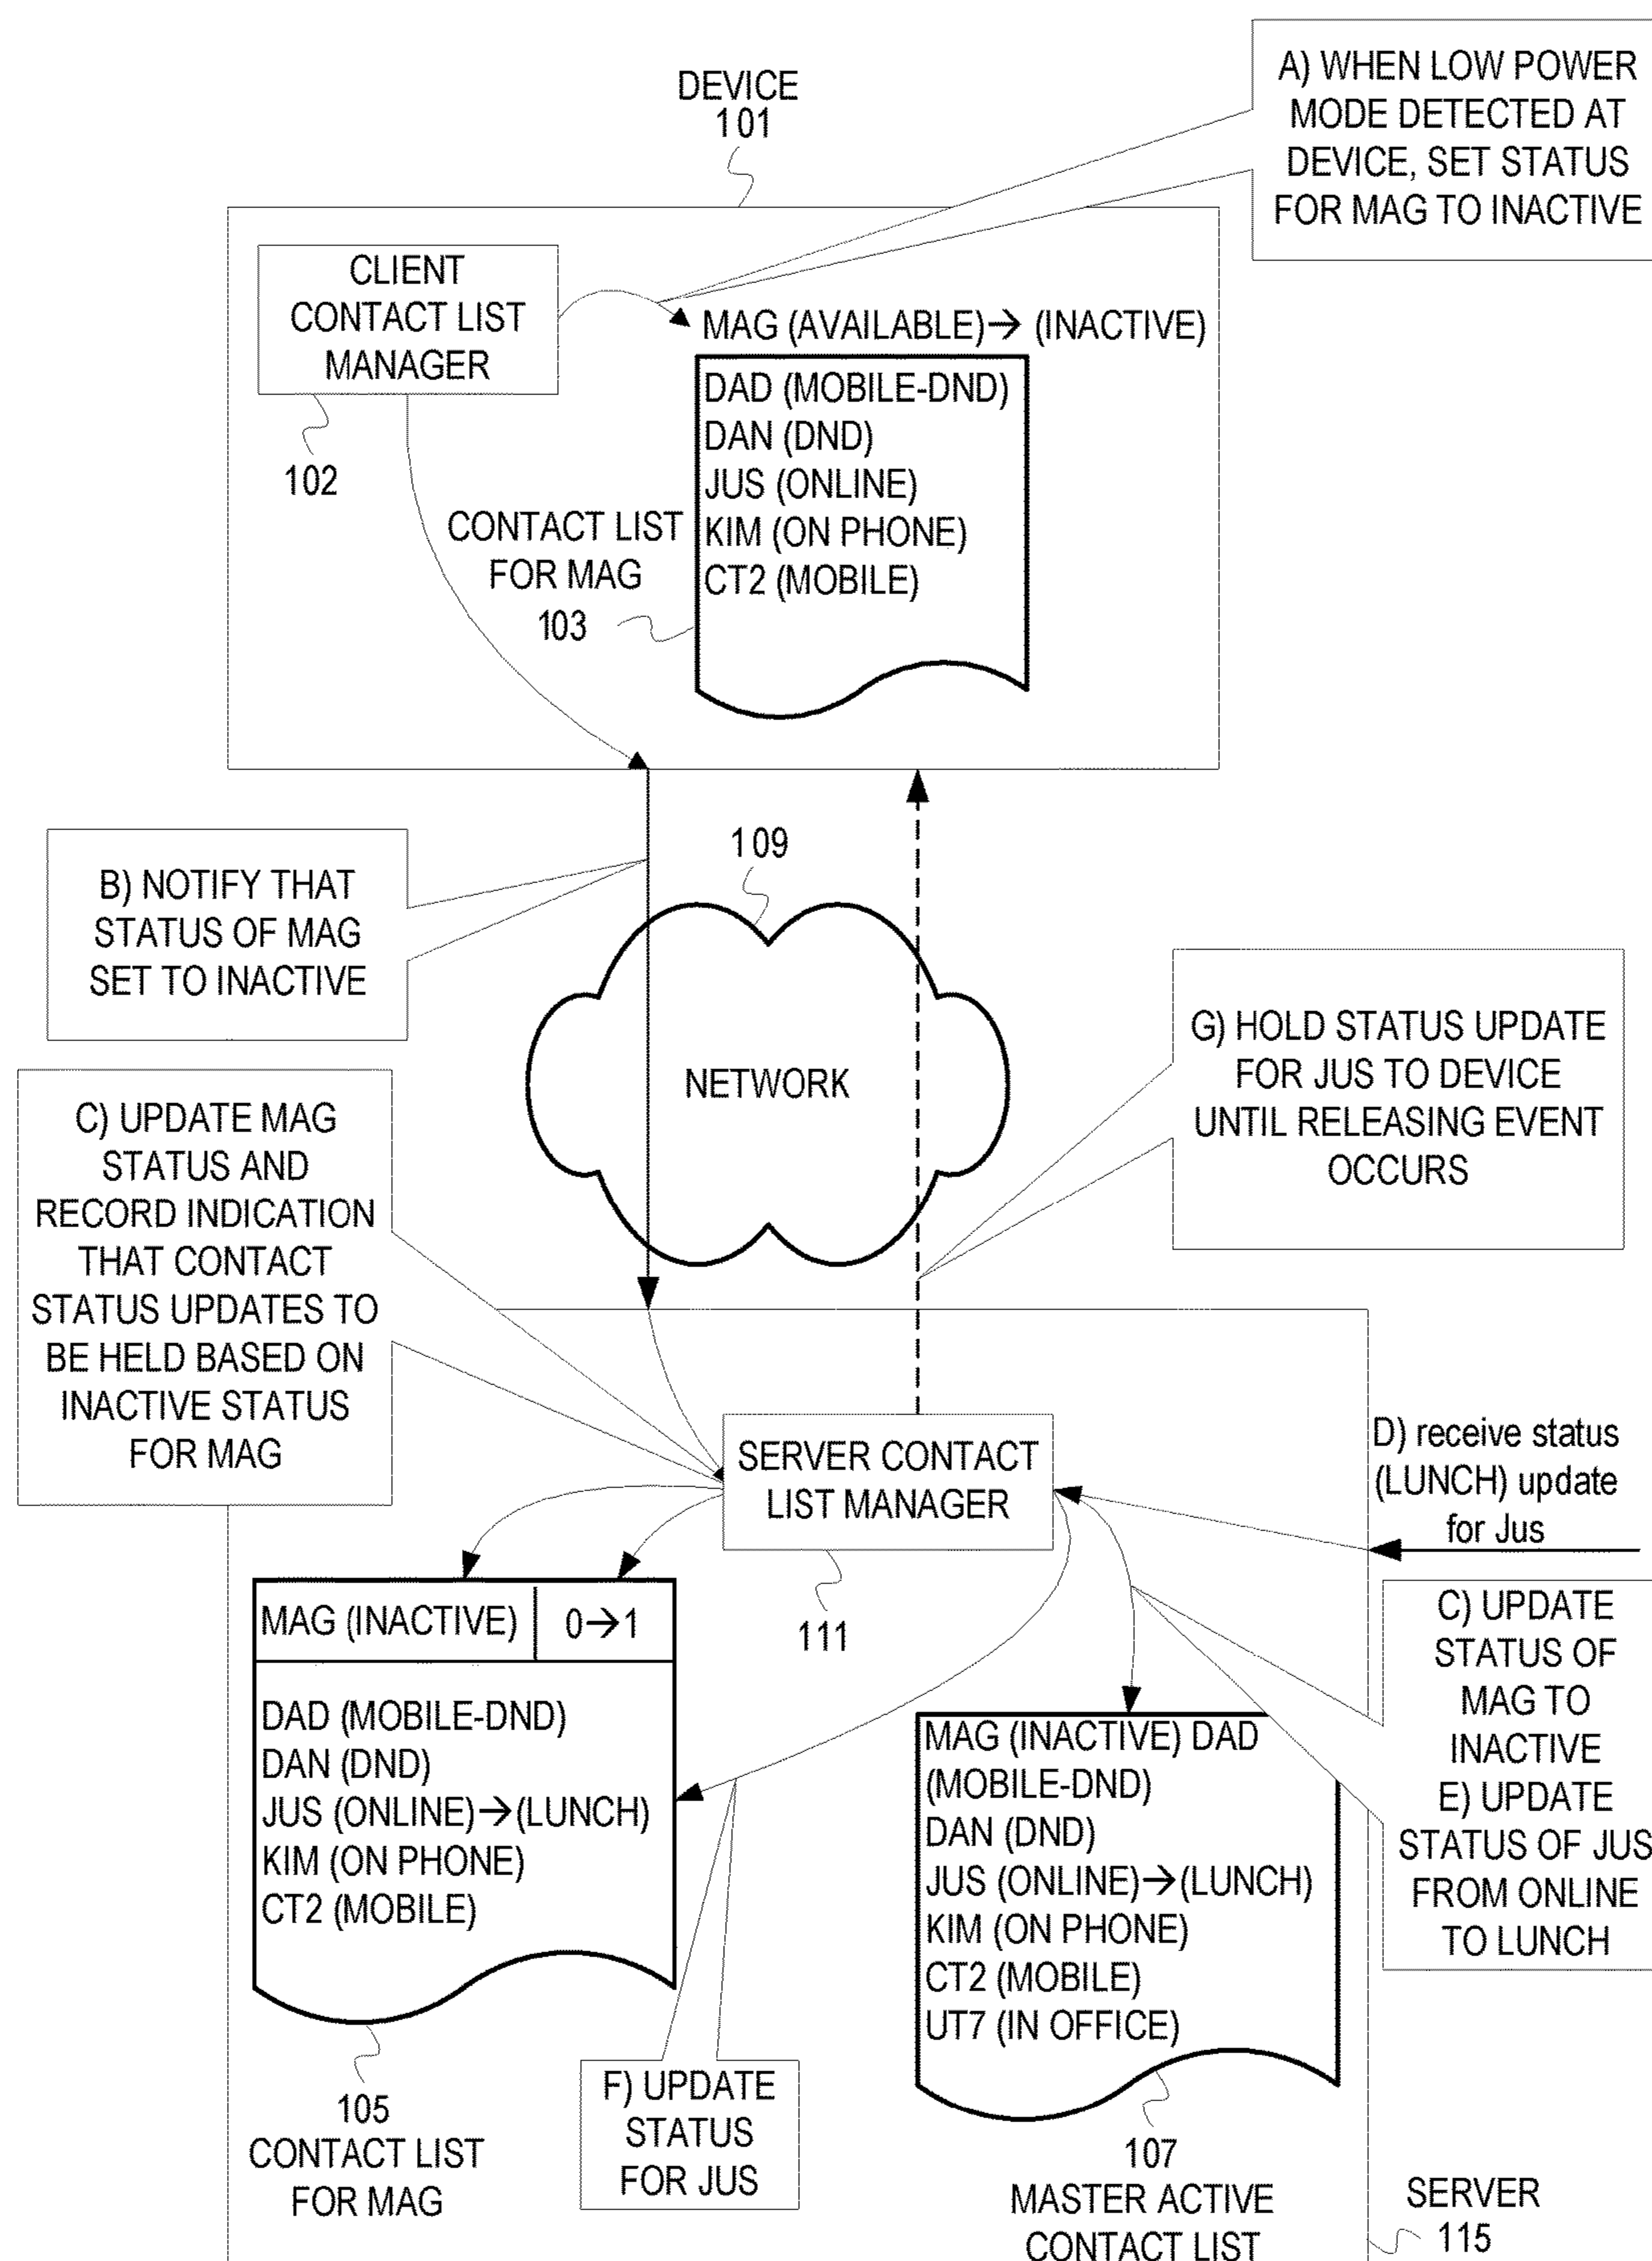 DEVICE
101
A) WHEN LOW POWER
MODE DETECTED AT
DEVICE, SET STATUS
FOR MAG TO INACTIVE
CLIENT
CONTACT LIST
MANAGER
102
MAG (AVAILABLE)→ (INACTIVE)
DAD (MOBILE-DND)
DAN (DND)
JUS (ONLINE)
KIM (ON PHONE)
CT2 (MOBILE)
CONTACT LIST
FOR MAG
103
B) NOTIFY THAT
STATUS OF MAG
SET TO INACTIVE
109
NETWORK
G) HOLD STATUS UPDATE
FOR JUS TO DEVICE
UNTIL RELEASING EVENT
OCCURS
C) UPDATE MAG
STATUS AND
RECORD INDICATION
THAT CONTACT
STATUS UPDATES TO
BE HELD BASED ON
INACTIVE STATUS
FOR MAG
SERVER CONTACT
LIST MANAGER
111
D) receive status
(LUNCH) update
for Jus
C) UPDATE
STATUS OF
MAG TO
INACTIVE
E) UPDATE
STATUS OF JUS
FROM ONLINE
TO LUNCH
MAG (INACTIVE)
0→1
DAD (MOBILE-DND)
DAN (DND)
JUS (ONLINE)→(LUNCH)
KIM (ON PHONE)
CT2 (MOBILE)
105
CONTACT LIST
FOR MAG
F) UPDATE
STATUS
FOR JUS
MAG (INACTIVE) DAD
(MOBILE-DND)
DAN (DND)
JUS (ONLINE)→(LUNCH)
KIM (ON PHONE)
CT2 (MOBILE)
UT7 (IN OFFICE)
107
MASTER ACTIVE
CONTACT LIST
SERVER
115